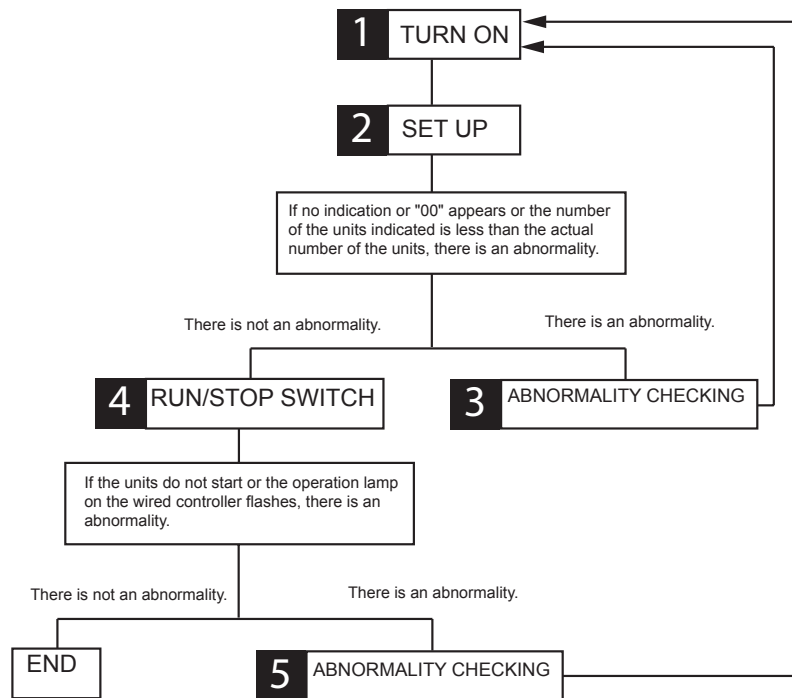 1 TURN ON
2 SET UP
If no indication or "00" appears or the number
of the units indicated is less than the actual
number of the units, there is an abnormality.
There is not an abnormality.
There is an abnormality.
4 RUN/STOP SWITCH
3 ABNORMALITY CHECKING
If the units do not start or the operation lamp
on the wired controller flashes, there is an
abnormality.
There is not an abnormality.
There is an abnormality.
END
5 ABNORMALITY CHECKING